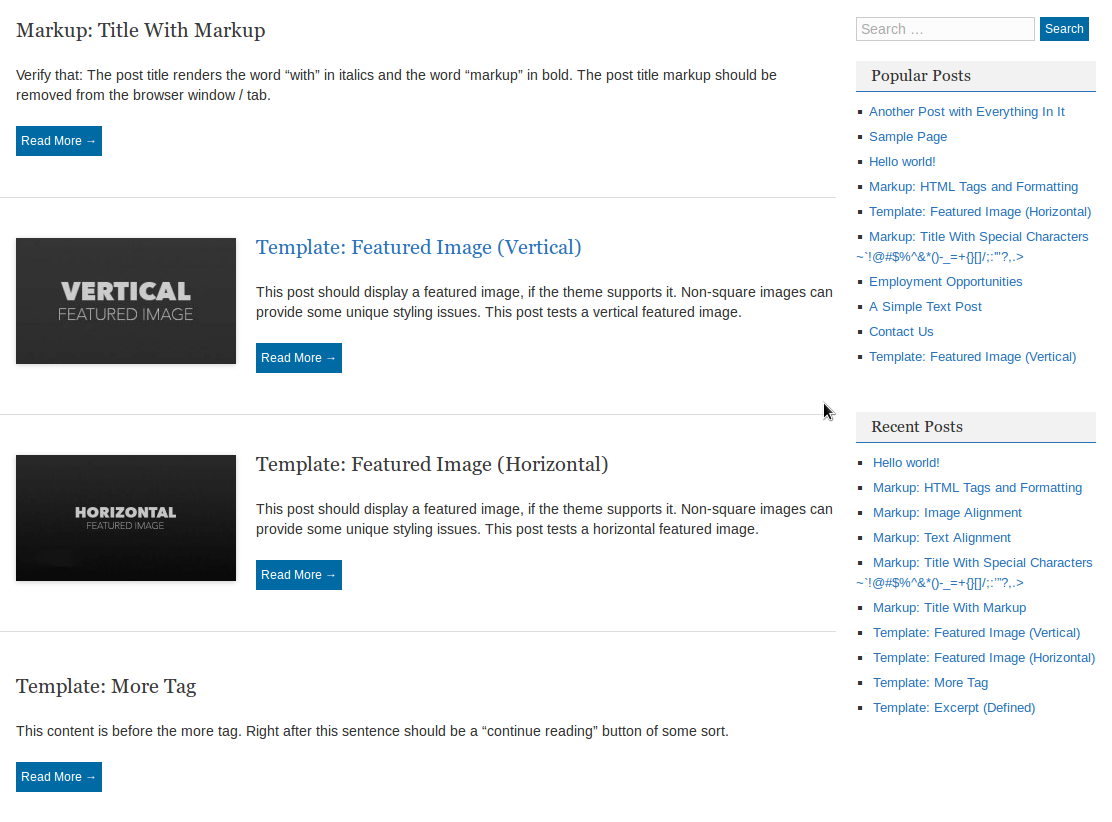 Markup: Title With Markup
Verify that: The post title renders the word “with” in italics and the word “markup” in bold. The post title markup should be
removed from the browser window / tab.
Read More →
VERTICAL
FEATURED IMAGE
Template: Featured Image (Vertical)
This post should display a featured image, if the theme supports it. Non-square images can
provide some unique styling issues. This post tests a vertical featured image.
Read More →
HORIZONTAL
FEATURED IMAGE
Template: Featured Image (Horizontal)
This post should display a featured image, if the theme supports it. Non-square images can
provide some unique styling issues. This post tests a horizontal featured image.
Read More →
Template: More Tag
This content is before the more tag. Right after this sentence should be a “continue reading” button of some sort.
Read More →
Search …
Search
Popular Posts
Another Post with Everything In It
Sample Page
Hello world!
Markup: HTML Tags and Formatting
Template: Featured Image (Horizontal)
Markup: Title With Special Characters
~`!@#$%^&*()-_=+{}[]/;:'"?,.>
Employment Opportunities
A Simple Text Post
Contact Us
Template: Featured Image (Vertical)
Recent Posts
Hello world!
Markup: HTML Tags and Formatting
Markup: Image Alignment
Markup: Text Alignment
Markup: Title With Special Characters
~`!@#$%^&*()-_=+{}[]/;:'"?,.>
Markup: Title With Markup
Template: Featured Image (Vertical)
Template: Featured Image (Horizontal)
Template: More Tag
Template: Excerpt (Defined)